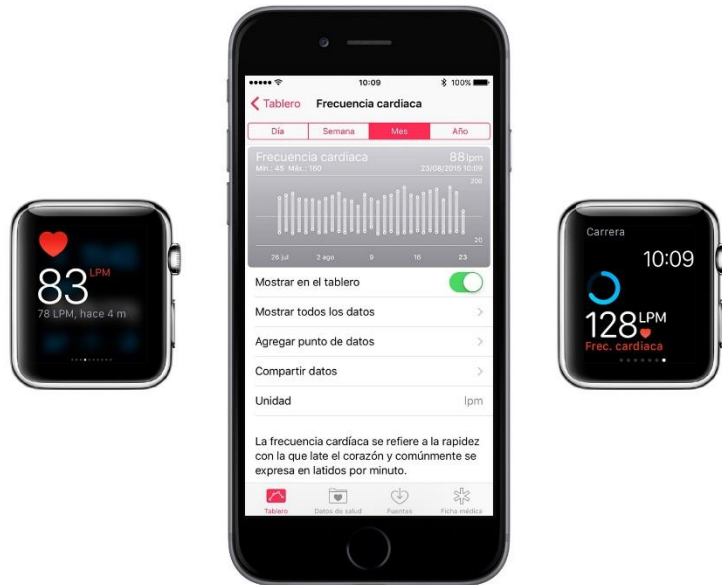 LPM
83
78 LPM, hace 4 m
10:09
100%
Tablero
Frecuencia cardiaca
Día
Semana
Mes
Año
Frecuencia cardiaca
88 lpm
Mín.: 45 Máx.: 160
23/08/2015 10:09
200
20
26 jul
2 ago
9
16
23
Mostrar en el tablero
Mostrar todos los datos
Agregar punto de datos
Compartir datos
Unidad
lpm
La frecuencia cardíaca se refiere a la rapidez
con la que late el corazón y comúnmente se
expresa en latidos por minuto.
Tablero
Datos de salud
Fuentes
Ficha médica
Carrera
10:09
128 LPM
Frec. cardiaca